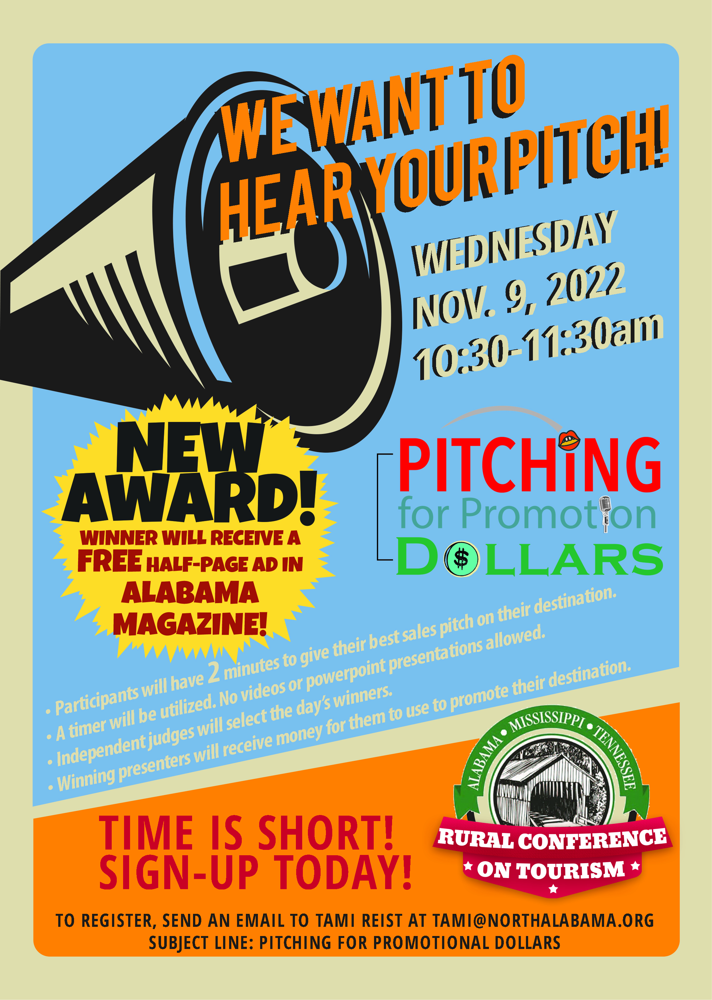 WE WANT TO
HEAR YOUR PITCH!
WEDNESDAY
NOV. 9, 2022
10:30-11:30am
NEW
AWARD!
WINNER WILL RECEIVE A
FREE HALF-PAGE AD IN
ALABAMA
MAGAZINE!
PITCHiNG
for Promotion
DOLLARS
$
• Participants will have 2 minutes to give their best sales pitch on their destination.
• A timer will be utilized. No videos or powerpoint presentations allowed.
• Independent judges will select the day's winners.
• Winning presenters will receive money for them to use to promote their destination.
ALABAMA • MISSISSIPPI • TENNESSEE
RURAL CONFERENCE
ON TOURISM
TIME IS SHORT!
SIGN-UP TODAY!
TO REGISTER, SEND AN EMAIL TO TAMI REIST AT TAMI@NORTHALABAMA.ORG
SUBJECT LINE: PITCHING FOR PROMOTIONAL DOLLARS